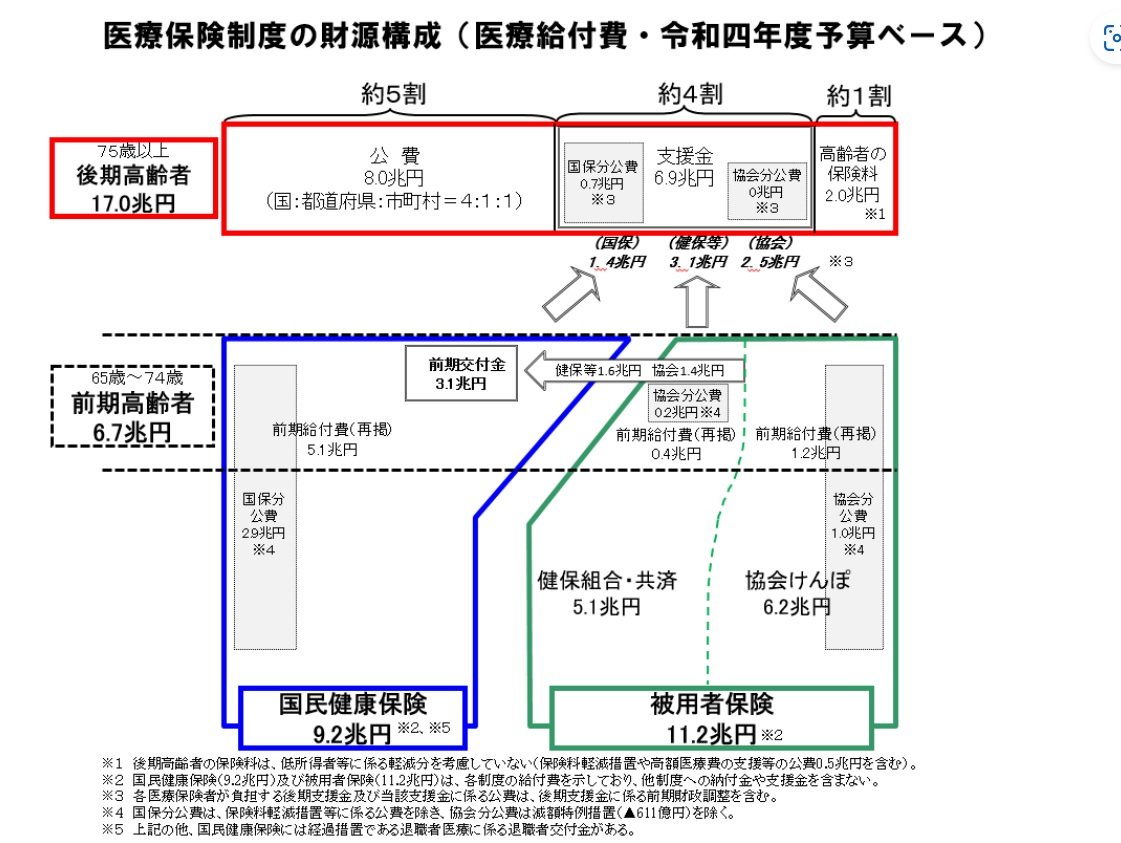 医療保険制度の財源構成（医療給付費・令和四年度予算ベース）
約5割
約4割
約1割
75歳以上
後期高齢者
17.0兆円
公 費
8.0兆円
（国：都道府県：市町村＝4：1：1）
国保分公費
0.7兆円
※3
支援金
6.9兆円
協会分公費
0兆円
※3
高齢者の
保険料
2.0兆円
※1
（国保）
1.4兆円
（健保等）
3.1兆円
（協会）
2.5兆円
※3
65歳～74歳
前期高齢者
6.7兆円
前期交付金
3.1兆円
健保等1.6兆円 協会1.4兆円
協会分公費
0.2兆円※4
前期給付費（再掲）
5.1兆円
前期給付費（再掲）
0.4兆円
前期給付費（再掲）
1.2兆円
国保分
公費
2.9兆円
※4
協会分
公費
1.0兆円
※4
健保組合・共済
5.1兆円
協会けんぽ
6.2兆円
国民健康保険
9.2兆円 ※2、※5
被用者保険
11.2兆円 ※2
※1 後期高齢者の保険料は、低所得者等に係る軽減分を考慮していない（保険料軽減措置や高額医療費の支援等の公費0.5兆円を含む）。
※2 国民健康保険（9.2兆円）及び被用者保険（11.2兆円）は、各制度の給付費を示しており、他制度への納付金や支援金を含まない。
※3 各医療保険者が負担する後期支援金及び当該支援金に係る公費は、後期支援金に係る前期財政調整を含む。
※4 国保分公費は、保険料軽減措置等に係る公費を除き、協会分公費は減額特例措置（▲611億円）を除く。
※5 上記の他、国民健康保険には経過措置である退職者医療に係る退職者交付金がある。